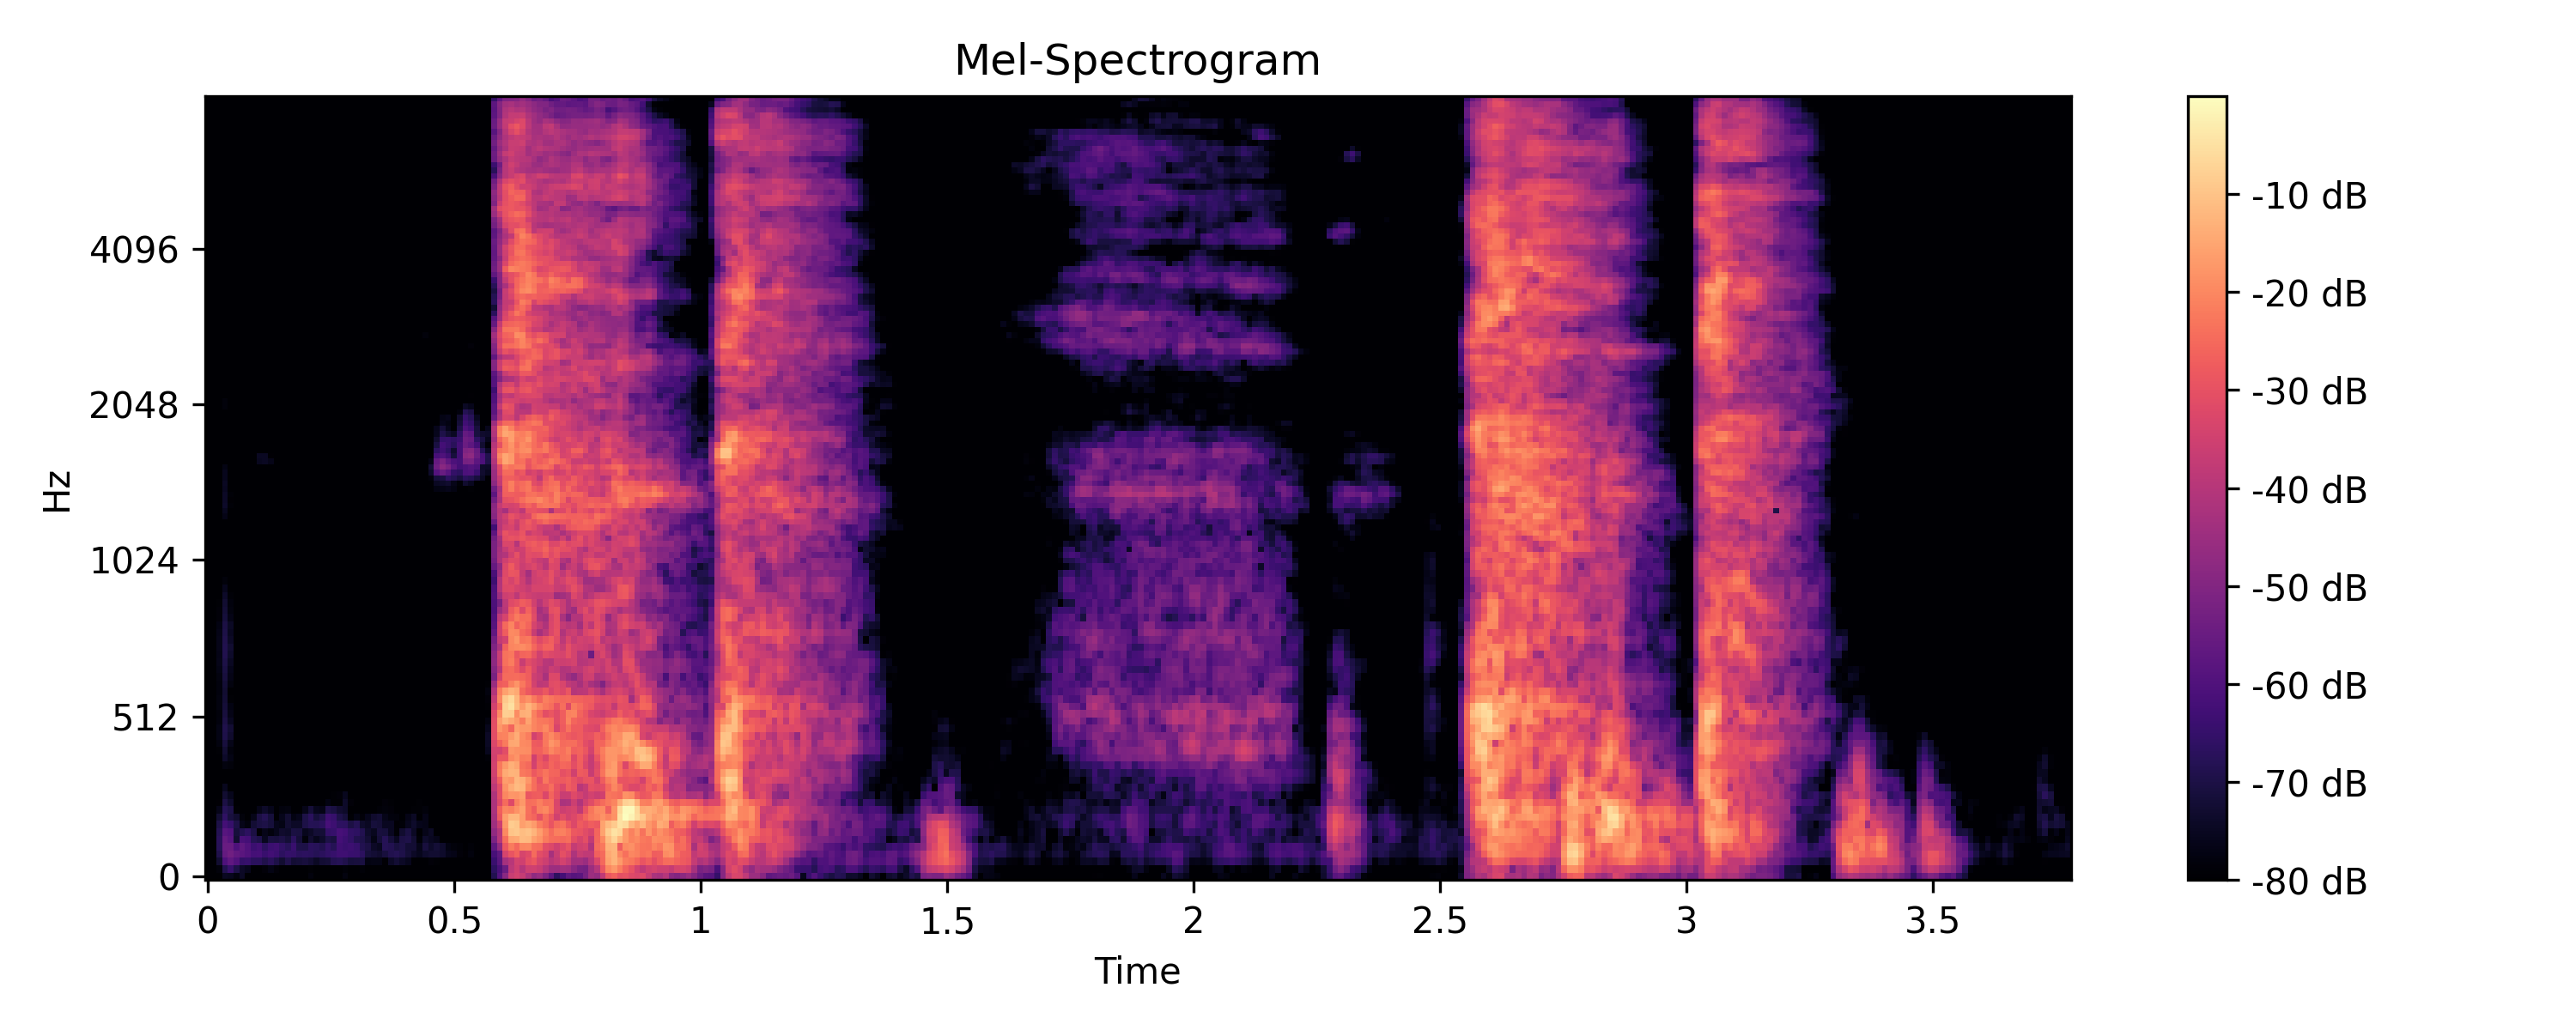 Mel-Spectrogram
Hz
4096
2048
1024
512
0
0 0.5 1 1.5 2 2.5 3 3.5
Time
-10 dB
-20 dB
-30 dB
-40 dB
-50 dB
-60 dB
-70 dB
-80 dB